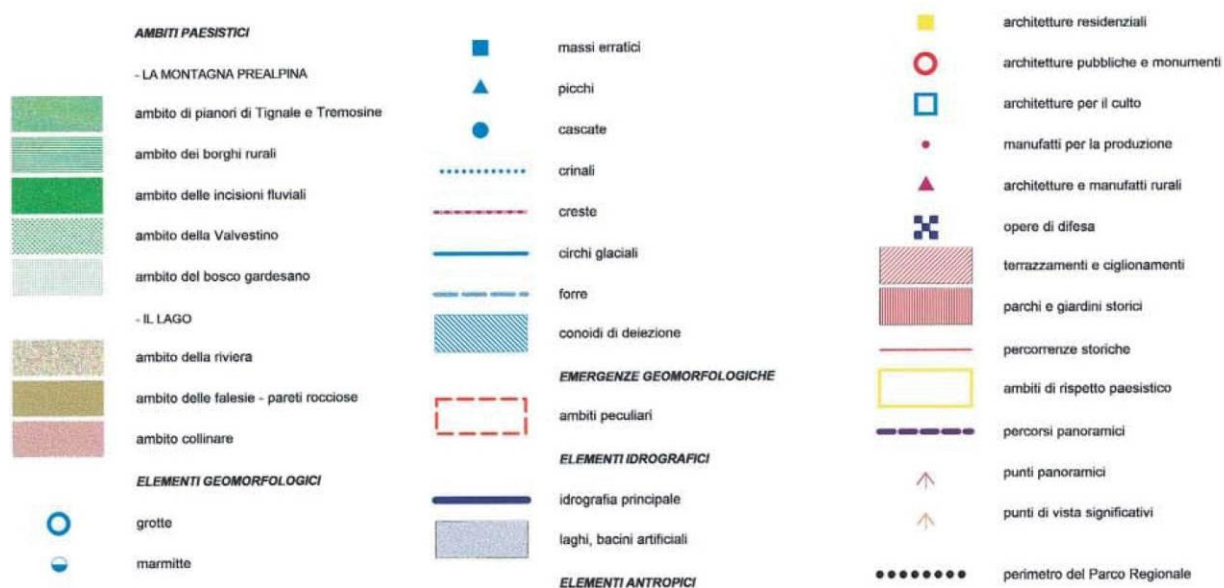 AMBITI PAESISTICI
- LA MONTAGNA PREALPINA
ambito di pianori di Tignale e Tremosine
ambito dei borghi rurali
ambito delle incisioni fluviali
ambito della Valvestino
ambito del bosco gardesano
- IL LAGO
ambito della riviera
ambito delle falesie - pareti rocciose
ambito collinare
ELEMENTI GEOMORFOLOGICI
grotte
marmitte
massi erratici
picchi
cascate
crinali
creste
circhi glaciali
forre
conoidi di deiezione
EMERGENZE GEOMORFOLOGICHE
ambiti peculiari
ELEMENTI IDROGRAFICI
idrografia principale
laghi, bacini artificiali
ELEMENTI ANTROPICI
architetture residenziali
architetture pubbliche e monumenti
architetture per il culto
manufatti per la produzione
architetture e manufatti rurali
opere di difesa
terrazzamenti e ciglionamenti
parchi e giardini storici
percorrenze storiche
ambiti di rispetto paesistico
percorsi panoramici
punti panoramici
punti di vista significativi
perimetro del Parco Regionale